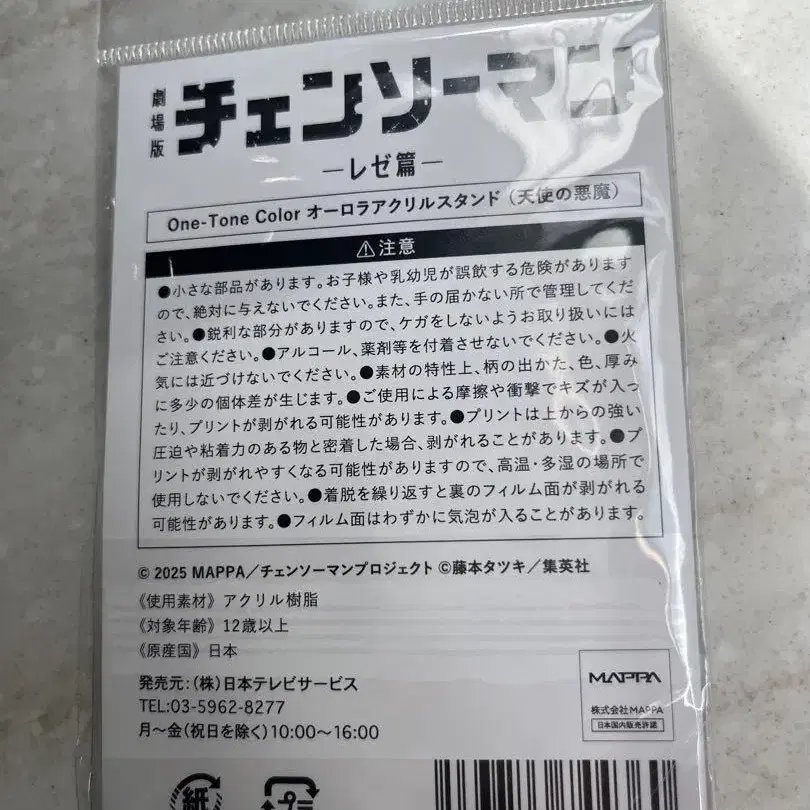 劇場版
チェンソーマン
―レゼ篇―
One-Tone Color オーロラアクリルスタンド（天使の悪魔）
⚠注意
●小さな部品があります。お子様や乳幼児が誤飲する危険があります
ので、絶対に与えないでください。また、手の届かない所で管理してくだ
さい。●鋭利な部分がありますので、ケガをしないようお取り扱いには
ご注意ください。●アルコール、薬剤等を付着させないでください。●火
気には近づけないでください。●素材の特性上、柄の出かた、色、厚み
に多少の個体差が生じます。●ご使用による摩擦や衝撃でキズが入っ
たり、プリントが剥がれる可能性があります。●プリントは上からの強い
圧迫や粘着力のある物と密着した場合、剥がれることがあります。●プ
リントが剥がれやすくなる可能性がありますので、高温・多湿の場所で
使用しないでください。●着脱を繰り返すと裏のフィルム面が剥がれる
可能性があります。●フィルム面はわずかに気泡が入ることがあります。
© 2025 MAPPA／チェンソーマンプロジェクト ©藤本タツキ／集英社
《使用素材》アクリル樹脂
《対象年齢》12歳以上
《原産国》日本
発売元：（株）日本テレビサービス
TEL:03-5962-8277
月～金（祝日を除く）10:00～16:00
MAPPA
株式会社MAPPA
日本国内販売許諾
紙
プ